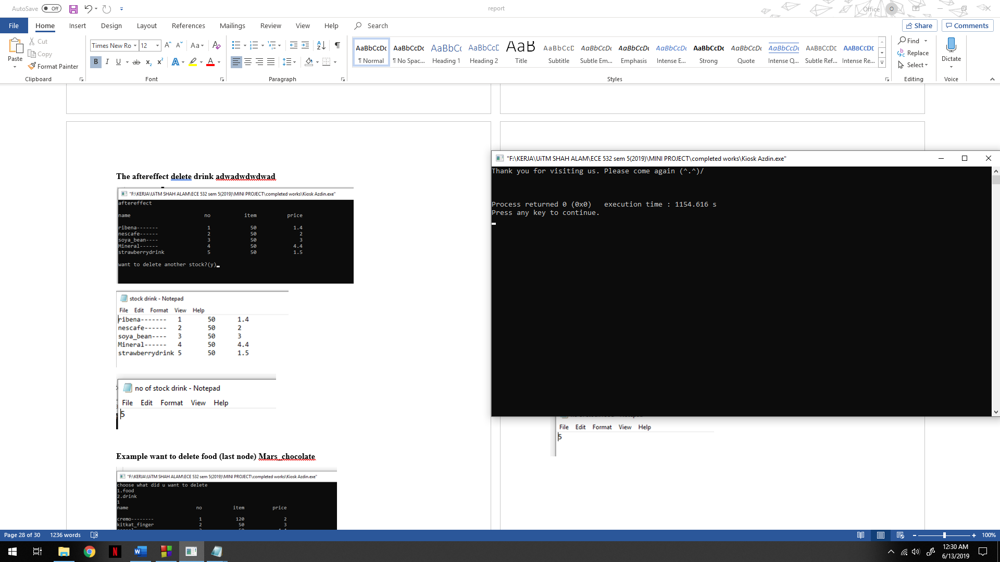 AutoSave Off report Office O
File Home Insert Design Layout References Mailings Review View Help Search Share Comments
Paste Cut Copy Format Painter
Clipboard
Times New Ro 12 Aa
B I U ab x₂ x² A A
Font
Paragraph
AaBbCcDc AaBbCcDc AaBbCc AaBbCcD AaB AaBbCcD AaBbCcDc AaBbCcDc AaBbCcDc AaBbCcDc AaBbCcDc AaBbCcDc AABBCCDE AABBCCDE
¶ Normal ¶ No Spac... Heading 1 Heading 2 Title Subtitle Subtle Em... Emphasis Intense E... Strong Quote Intense Q... Subtle Ref... Intense Re...
Styles
Find
Replace
Select
Editing
Dictate
Voice
The aftereffect delete drink adwadwdwdwad
"F:\KERJA\UiTM SHAH ALAM\ECE 532 sem 5(2019)\MINI PROJECT\completed works\Kiosk Azdin.exe"
aftereffect
name no item price
ribena------- 1 50 1.4
nescafe------ 2 50 2
soya_bean---- 3 50 3
Mineral------ 4 50 4.4
strawberrydrink 5 50 1.5
want to delete another stock?(y)
stock drink - Notepad
File Edit Format View Help
ribena------- 1 50 1.4
nescafe------ 2 50 2
soya_bean---- 3 50 3
Mineral------ 4 50 4.4
strawberrydrink 5 50 1.5
no of stock drink - Notepad
File Edit Format View Help
5
Example want to delete food (last node) Mars_chocolate
"F:\KERJA\UiTM SHAH ALAM\ECE 532 sem 5(2019)\MINI PROJECT\completed works\Kiosk Azdin.exe"
choose what did u want to delete
1.food
2.drink
1
name no item price
cremo-------- 1 120 2
kitkat_finger 2 50 3
"F:\KERJA\UiTM SHAH ALAM\ECE 532 sem 5(2019)\MINI PROJECT\completed works\Kiosk Azdin.exe"
Thank you for visiting us. Please come again (^.^)/
Process returned 0 (0x0) execution time : 1154.616 s
Press any key to continue.
File Edit Format View Help
5
Page 28 of 30 1236 words 100%
12:30 AM
6/13/2019